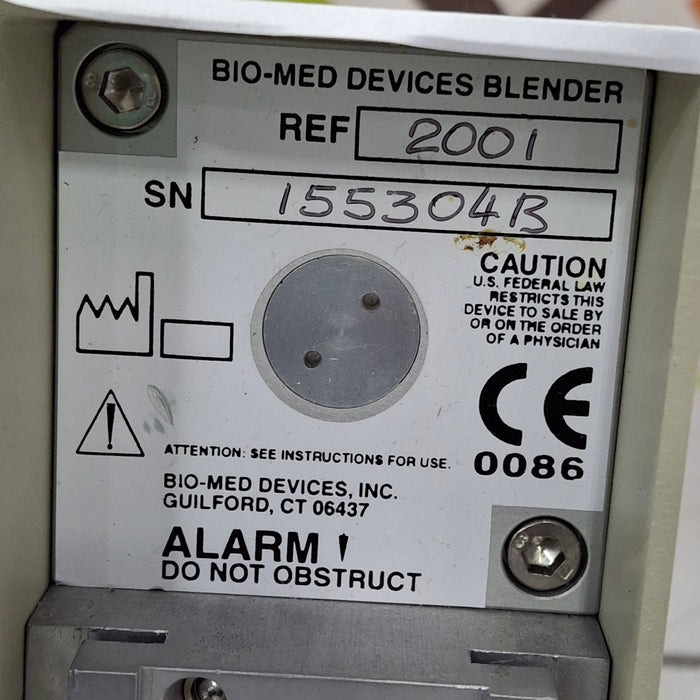 BIO-MED DEVICES BLENDER
REF 2001
SN 155304B
CAUTION
U.S. FEDERAL LAW
RESTRICTS THIS
DEVICE TO SALE BY
OR ON THE ORDER
OF A PHYSICIAN
CE
0086
ATTENTION: SEE INSTRUCTIONS FOR USE.
BIO-MED DEVICES, INC.
GUILFORD, CT 06437
ALARM !
DO NOT OBSTRUCT